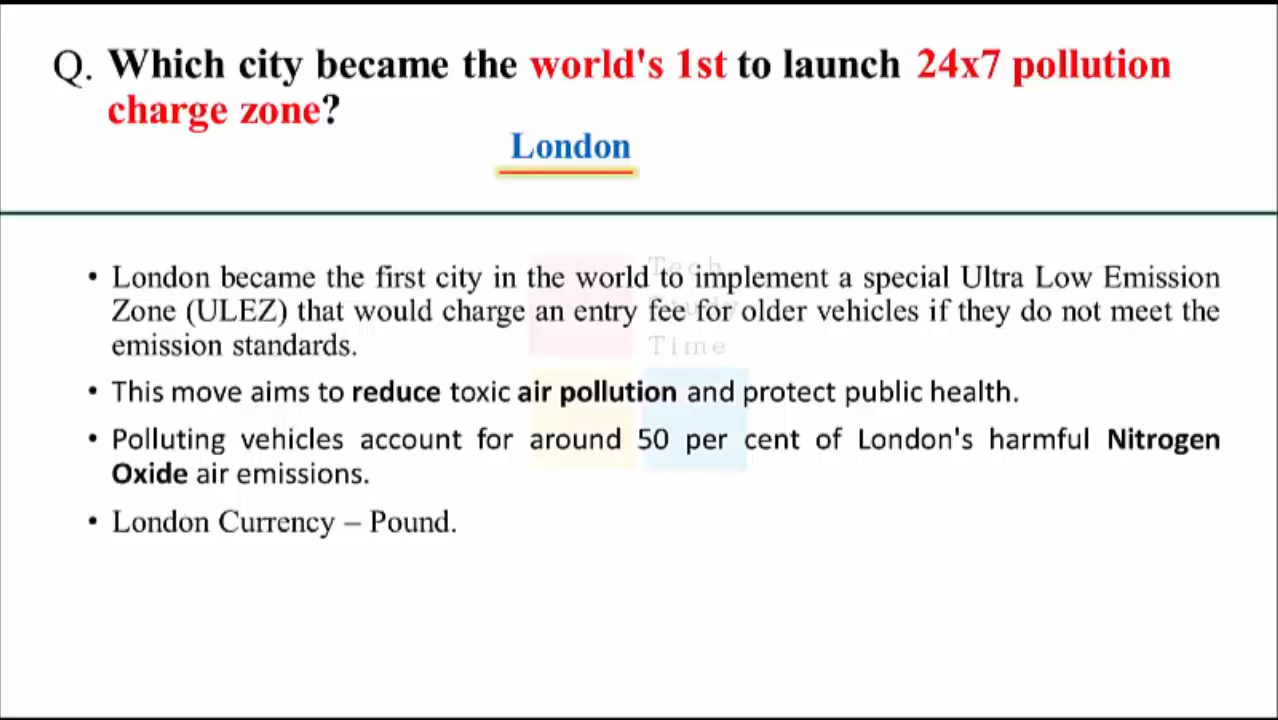 Q. Which city became the world's 1st to launch 24x7 pollution
charge zone?
London
• London became the first city in the world to implement a special Ultra Low Emission
Zone (ULEZ) that would charge an entry fee for older vehicles if they do not meet the
emission standards.
• This move aims to reduce toxic air pollution and protect public health.
• Polluting vehicles account for around 50 per cent of London's harmful Nitrogen
Oxide air emissions.
• London Currency – Pound.
Tech
Study
Time